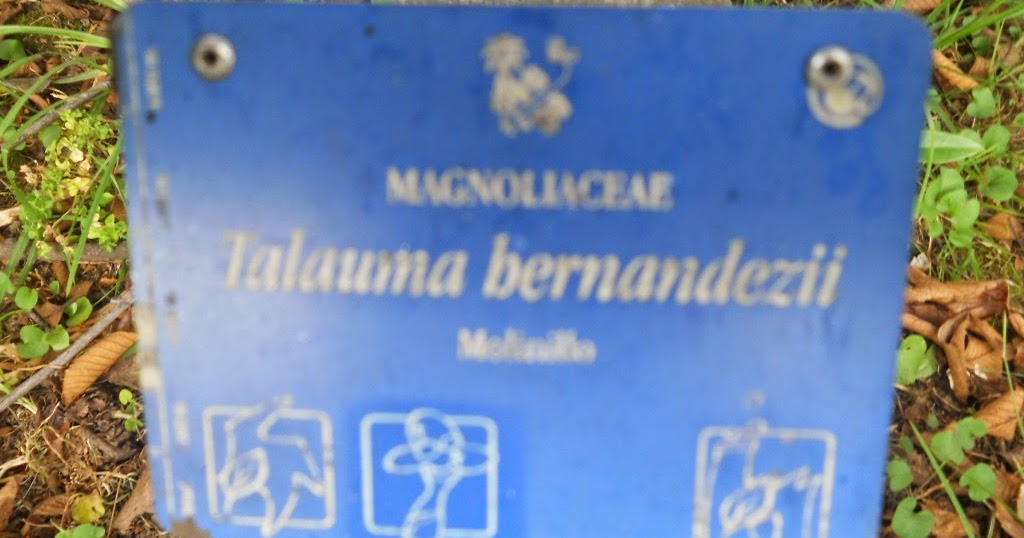 MAGNOLIACEAE
Talauma bernandezii
Molinillo